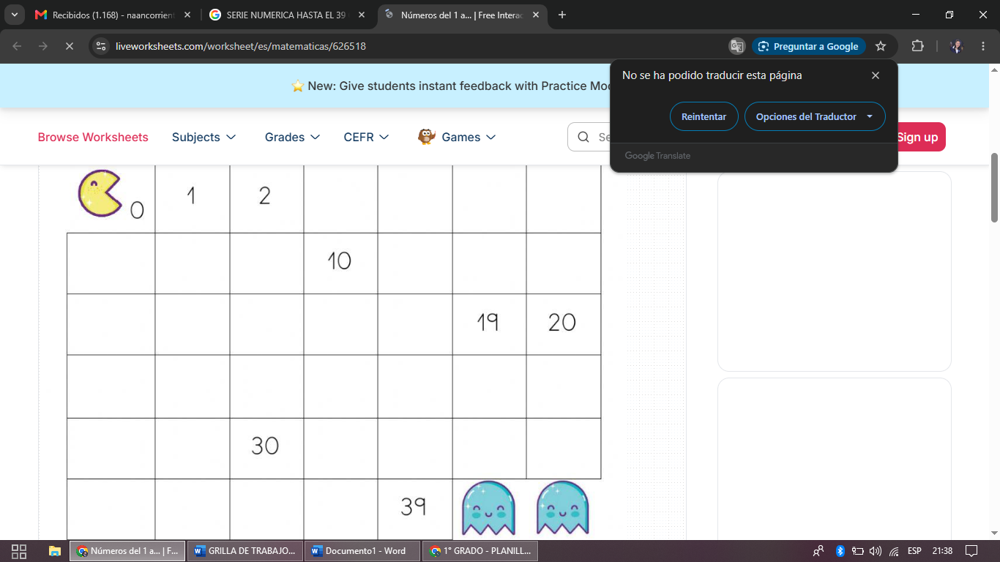 Recibidos (1.168) - naancorrien
SERIE NUMERICA HASTA EL 39
Números del 1 a... | Free Interac
liveworksheets.com/worksheet/es/matematicas/626518
Preguntar a Google
No se ha podido traducir esta página
Reintentar
Opciones del Traductor
Google Translate
New: Give students instant feedback with Practice Mo
Browse Worksheets
Subjects
Grades
CEFR
Games
Se
Sign up
0 1 2
10
19 20
30
39
Números del 1 a... | F...
GRILLA DE TRABAJO...
Documento1 - Word
1° GRADO - PLANILL...
ESP
21:38